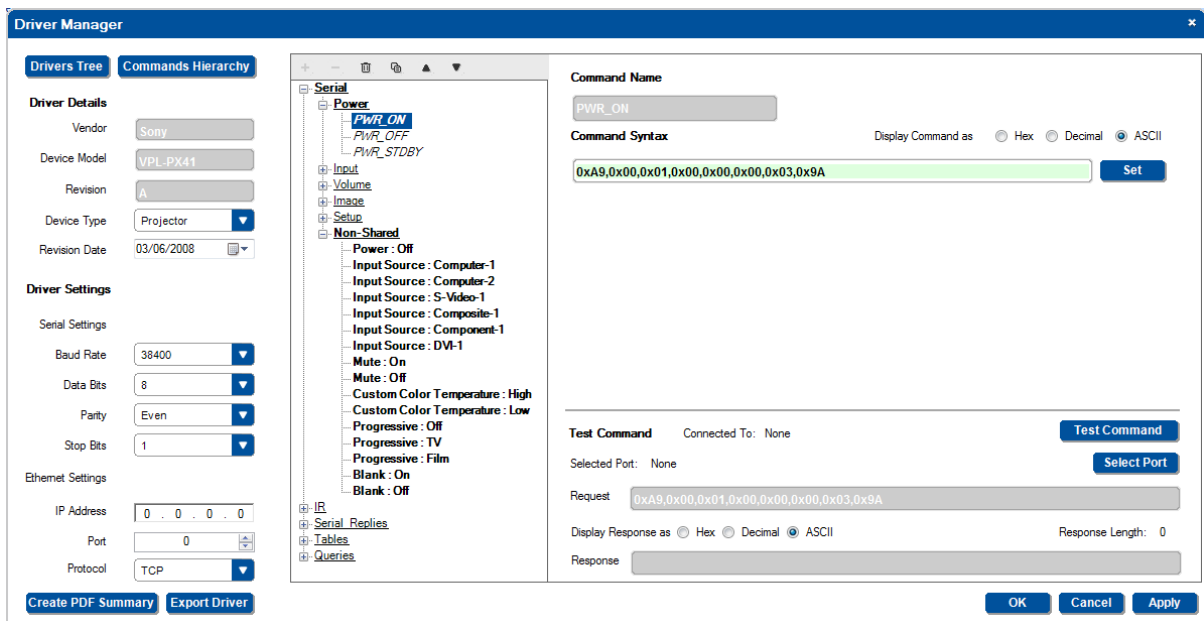 Driver Manager
Drivers Tree
Commands Hierarchy
Driver Details
Vendor
Sony
Device Model
VPL-PX41
Revision
A
Device Type
Projector
Revision Date
03/06/2008
Driver Settings
Serial Settings
Baud Rate
38400
Data Bits
8
Parity
Even
Stop Bits
1
Ethernet Settings
IP Address
0 . 0 . 0 . 0
Port
0
Protocol
TCP
Create PDF Summary
Export Driver
Serial
Power
PWR_ON
PWR_OFF
PWR_STDBY
Input
Volume
Image
Setup
Non-Shared
Power : Off
Input Source : Computer-1
Input Source : Computer-2
Input Source : S-Video-1
Input Source : Composite-1
Input Source : Component-1
Input Source : DVI-1
Mute : On
Mute : Off
Custom Color Temperature : High
Custom Color Temperature : Low
Progressive : Off
Progressive : TV
Progressive : Film
Blank : On
Blank : Off
IR
Serial_Replies
Tables
Queries
Command Name
PWR_ON
Command Syntax
Display Command as Hex Decimal ASCII
0xA9,0x00,0x01,0x00,0x00,0x00,0x03,0x9A
Set
Test Command
Connected To: None
Test Command
Selected Port: None
Select Port
Request
0xA9,0x00,0x01,0x00,0x00,0x00,0x03,0x9A
Display Response as Hex Decimal ASCII
Response Length: 0
Response
OK
Cancel
Apply